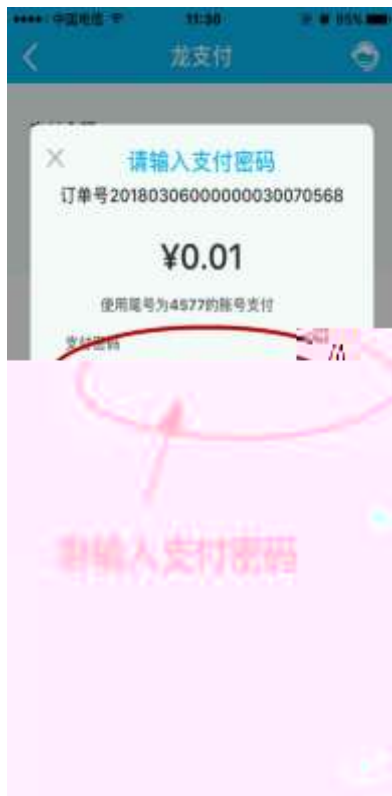 中国电信 11:30 95%
龙支付
请输入支付密码
订单号20180306000000030070568
¥0.01
使用尾号为4577的账号支付
支付密码
请输入支付密码